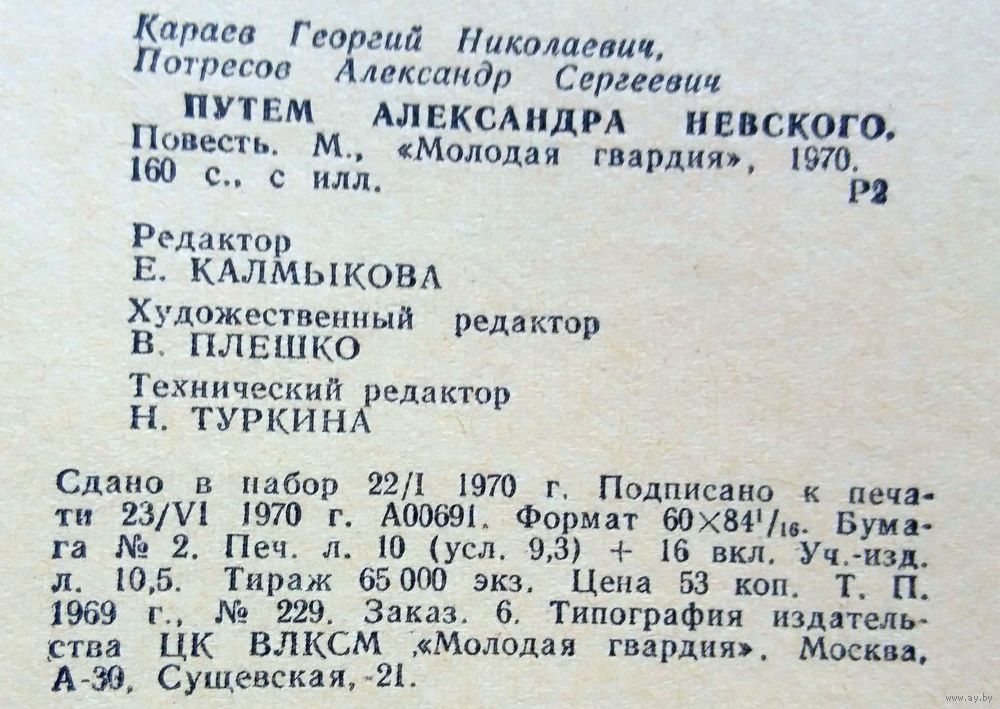 Караев Георгий Николаевич,
Потресов Александр Сергеевич
ПУТЕМ АЛЕКСАНДРА НЕВСКОГО.
Повесть. М., «Молодая гвардия», 1970.
160 с., с илл. Р2
Редактор
Е. КАЛМЫКОВА
Художественный редактор
В. ПЛЕШКО
Технический редактор
Н. ТУРКИНА
Сдано в набор 22/I 1970 г. Подписано к печа-
ти 23/VI 1970 г. А00691. Формат 60×84¹/₁₆. Бума-
га № 2. Печ. л. 10 (усл. 9,3) + 16 вкл. Уч.-изд.
л. 10,5. Тираж 65 000 экз. Цена 53 коп. Т. П.
1969 г., № 229. Заказ. 6. Типография издатель-
ства ЦК ВЛКСМ «Молодая гвардия». Москва,
А-30, Сущевская, 21.
www.ay.by